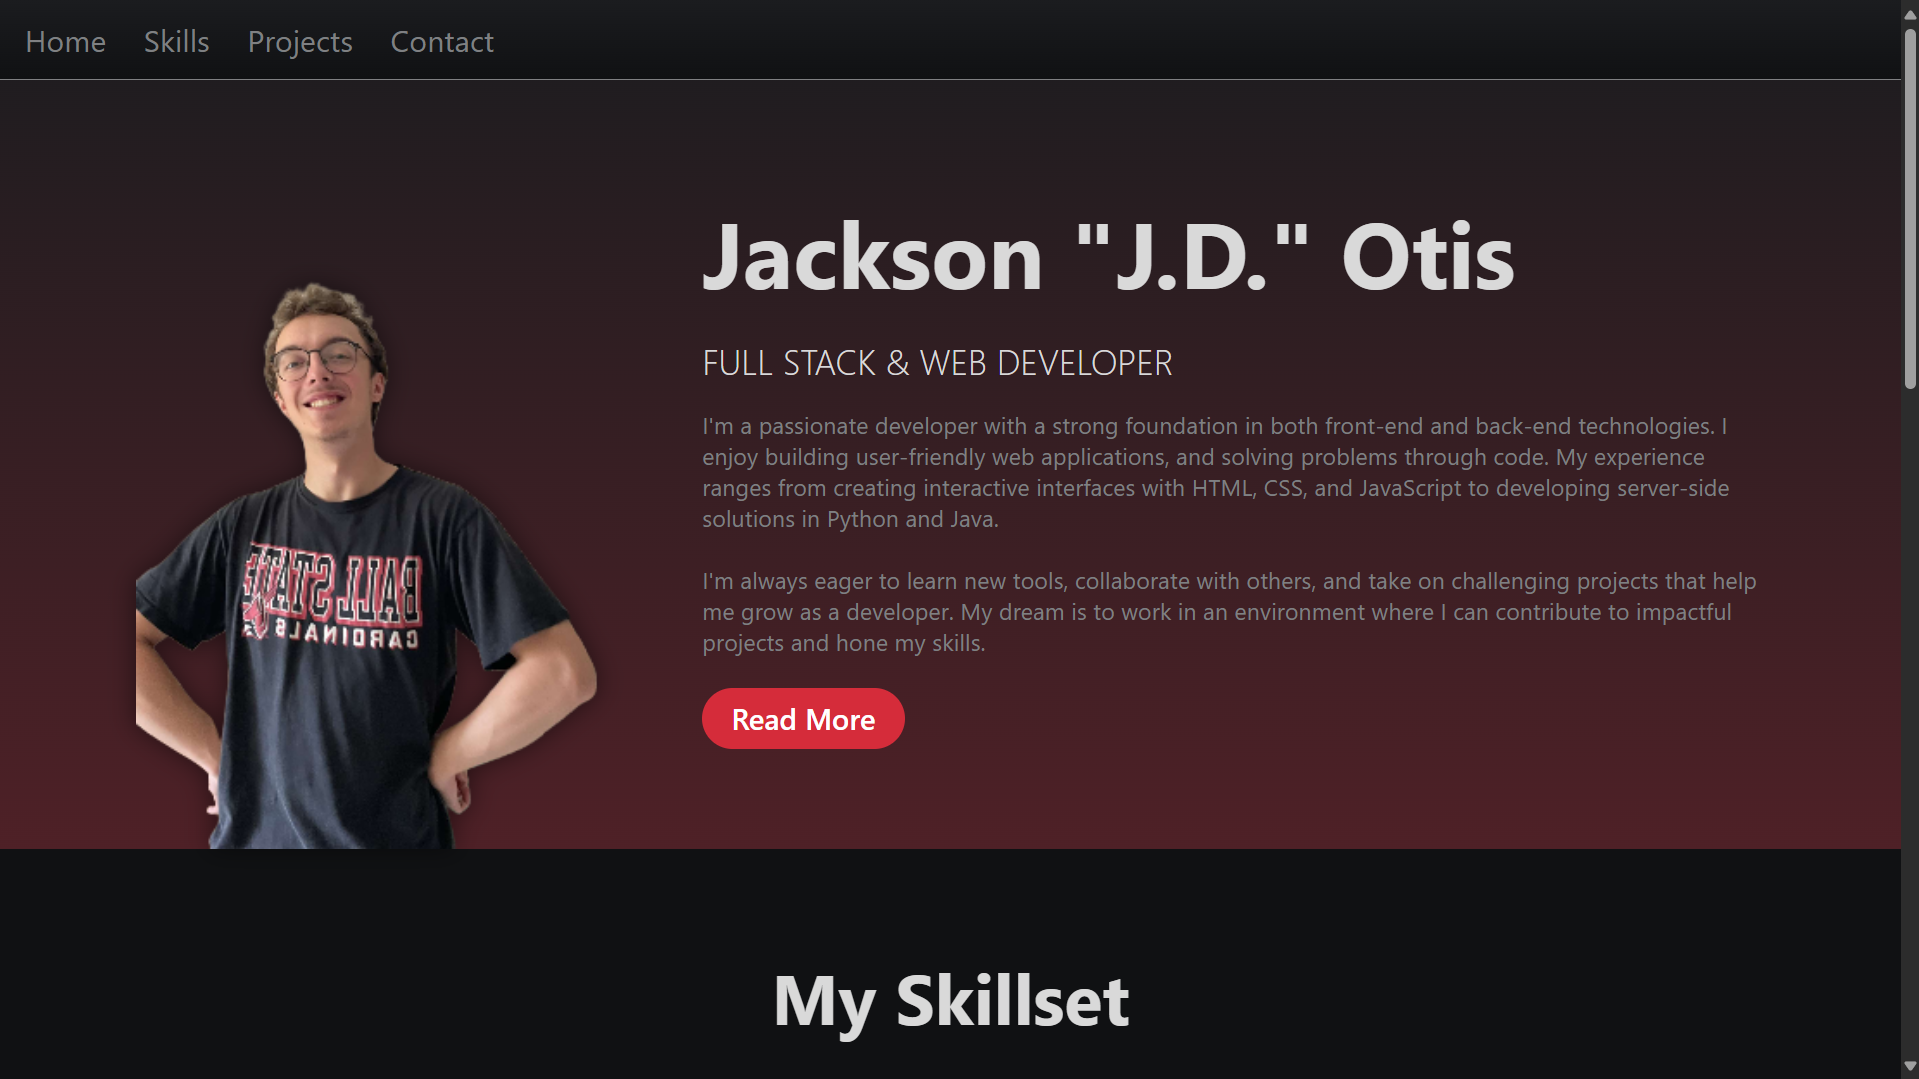 Home Skills Projects Contact
Jackson "J.D." Otis
FULL STACK & WEB DEVELOPER
I'm a passionate developer with a strong foundation in both front-end and back-end technologies. I
enjoy building user-friendly web applications, and solving problems through code. My experience
ranges from creating interactive interfaces with HTML, CSS, and JavaScript to developing server-side
solutions in Python and Java.
I'm always eager to learn new tools, collaborate with others, and take on challenging projects that help
me grow as a developer. My dream is to work in an environment where I can contribute to impactful
projects and hone my skills.
Read More
BALL STATE
CARDINALS
My Skillset